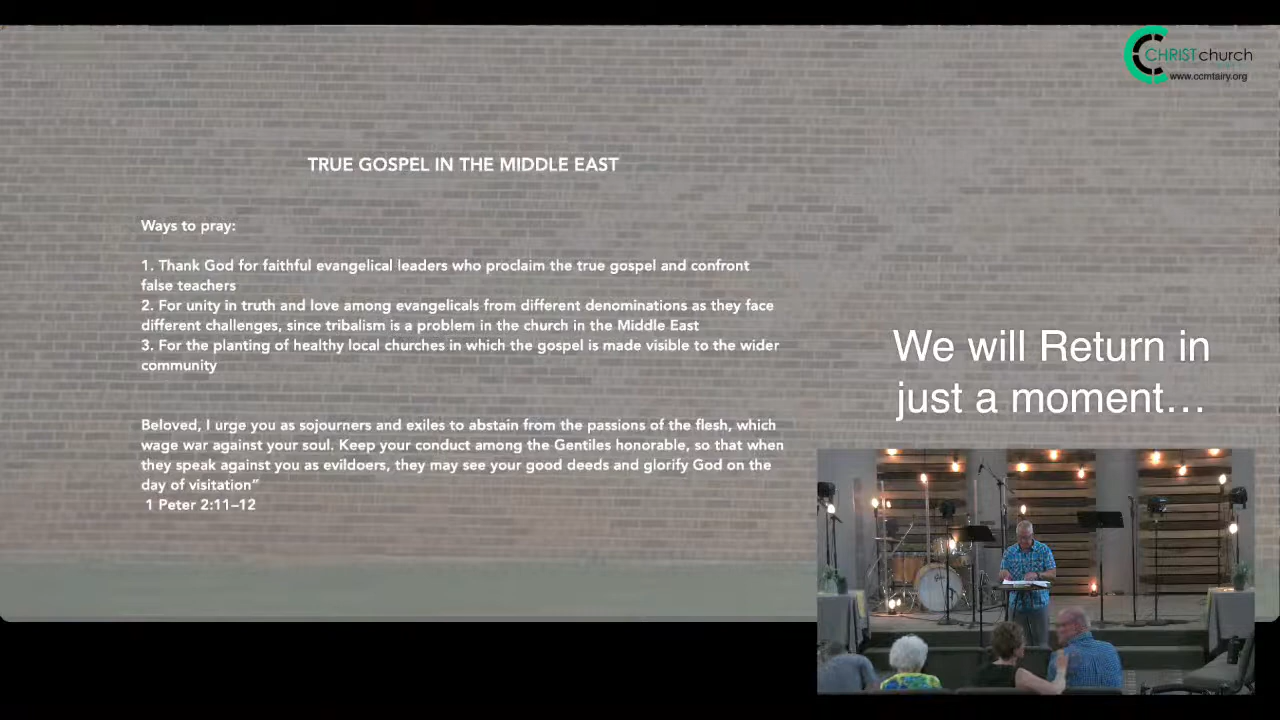 CHRISTchurch
www.ccmtairy.org
TRUE GOSPEL IN THE MIDDLE EAST
Ways to pray:
1. Thank God for faithful evangelical leaders who proclaim the true gospel and confront
false teachers
2. For unity in truth and love among evangelicals from different denominations as they face
different challenges, since tribalism is a problem in the church in the Middle East
3. For the planting of healthy local churches in which the gospel is made visible to the wider
community
Beloved, I urge you as sojourners and exiles to abstain from the passions of the flesh, which
wage war against your soul. Keep your conduct among the Gentiles honorable, so that when
they speak against you as evildoers, they may see your good deeds and glorify God on the
day of visitation”
1 Peter 2:11–12
We will Return in
just a moment…